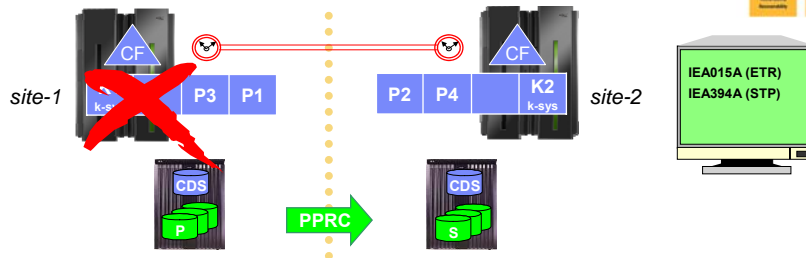 CF
CF
site-1
k-sy
P3
P1
P2
P4
K2
k-sys
site-2
IEA015A (ETR)
IEA394A (STP)
CDS
P
PPRC
CDS
S